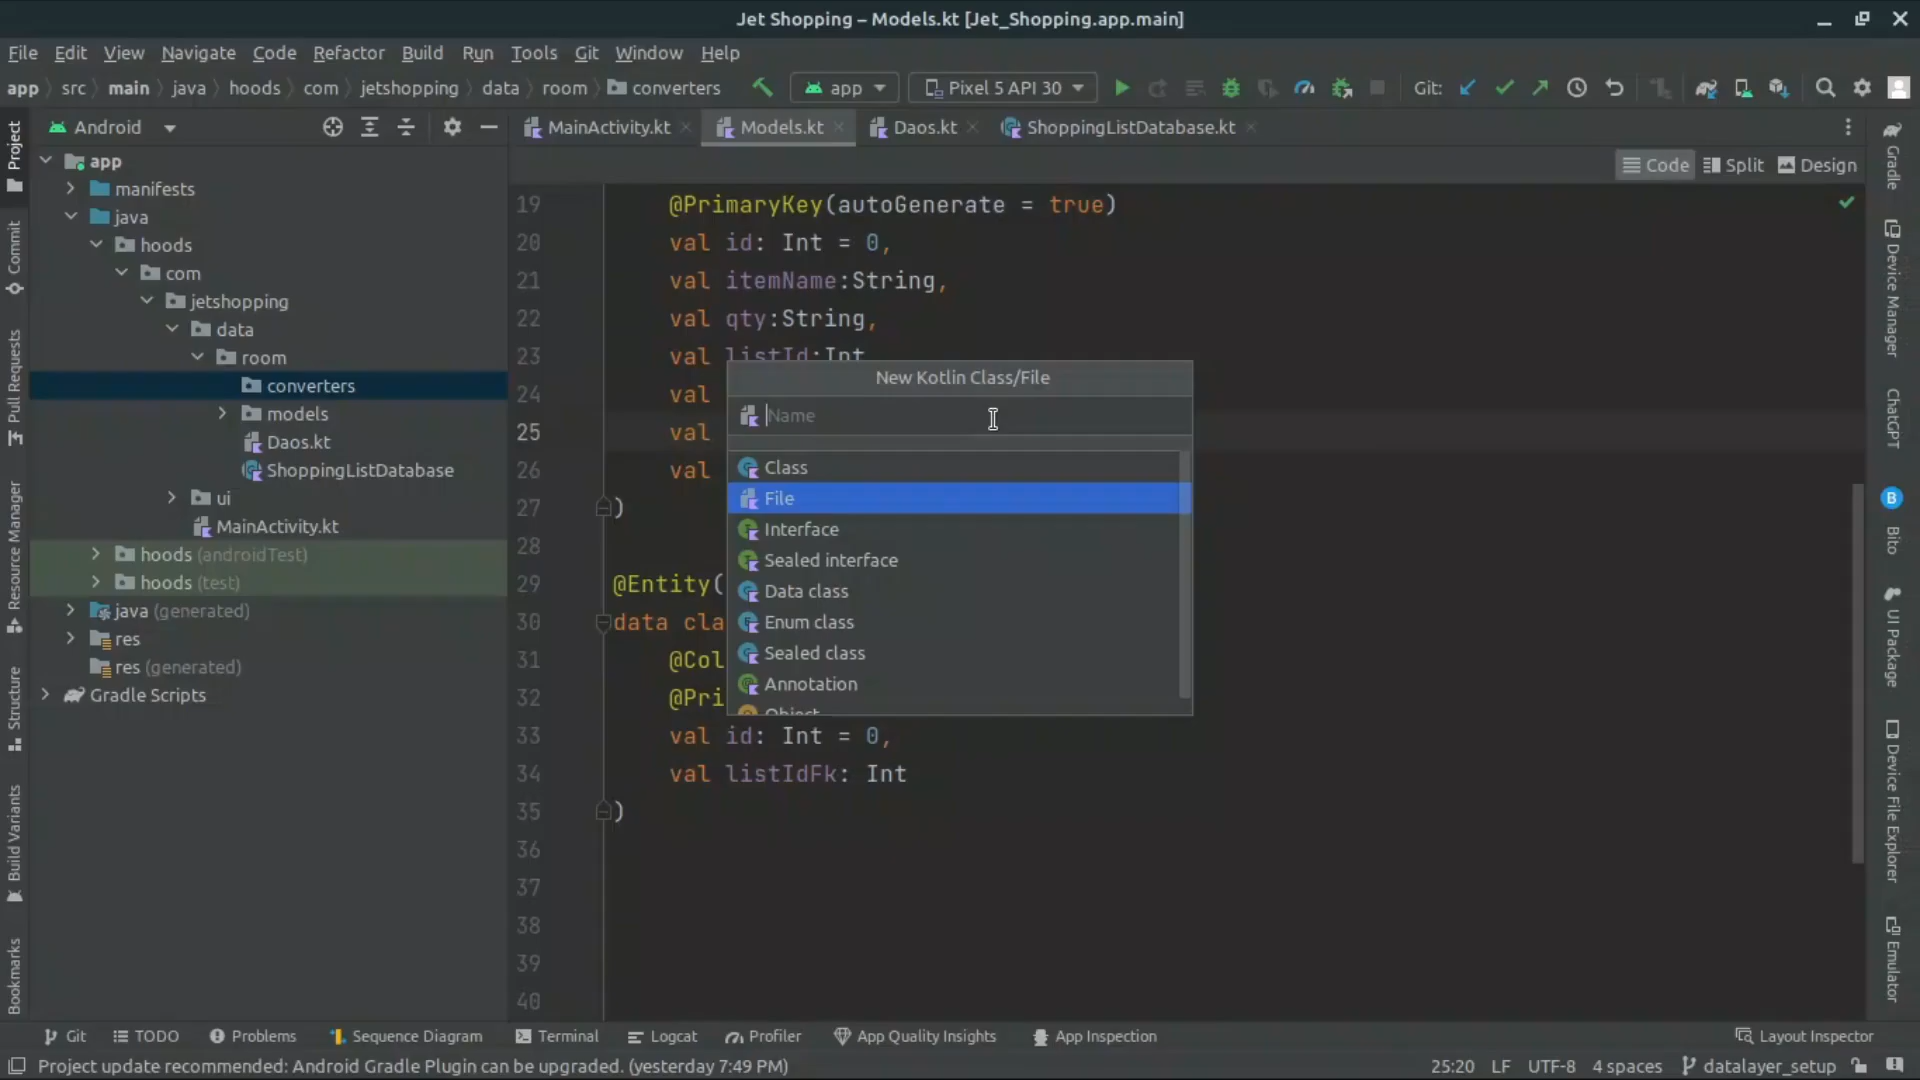 Jet Shopping – Models.kt [Jet_Shopping.app.main]
File Edit View Navigate Code Refactor Build Run Tools Git Window Help
app src main java hoods com jetshopping data room converters app Pixel 5 API 30 Git:
Android MainActivity.kt Models.kt Daos.kt ShoppingListDatabase.kt
Code Split Design
Project
Commit
Pull Requests
Resource Manager
Structure
Build Variants
Bookmarks
app
manifests
java
hoods
com
jetshopping
data
room
converters
models
Daos.kt
ShoppingListDatabase
ui
MainActivity.kt
hoods (androidTest)
hoods (test)
java (generated)
res
res (generated)
Gradle Scripts
19 @PrimaryKey(autoGenerate = true)
20 val id: Int = 0,
21 val itemName:String,
22 val qty:String,
23 val listId:Int
24 val
25 val
26 val
27 )
28
29 @Entity(
30 data cla
31 @Col
32 @Pri
33 val id: Int = 0,
34 val listIdFk: Int
35 )
36
37
38
39
40
New Kotlin Class/File
Name
Class
File
Interface
Sealed interface
Data class
Enum class
Sealed class
Annotation
Object
Gradle
Device Manager
ChatGPT
B
Bito
UI Package
Device File Explorer
Emulator
Git TODO Problems Sequence Diagram Terminal Logcat Profiler App Quality Insights App Inspection Layout Inspector
Project update recommended: Android Gradle Plugin can be upgraded. (yesterday 7:49 PM) 25:20 LF UTF-8 4 spaces datalayer_setup